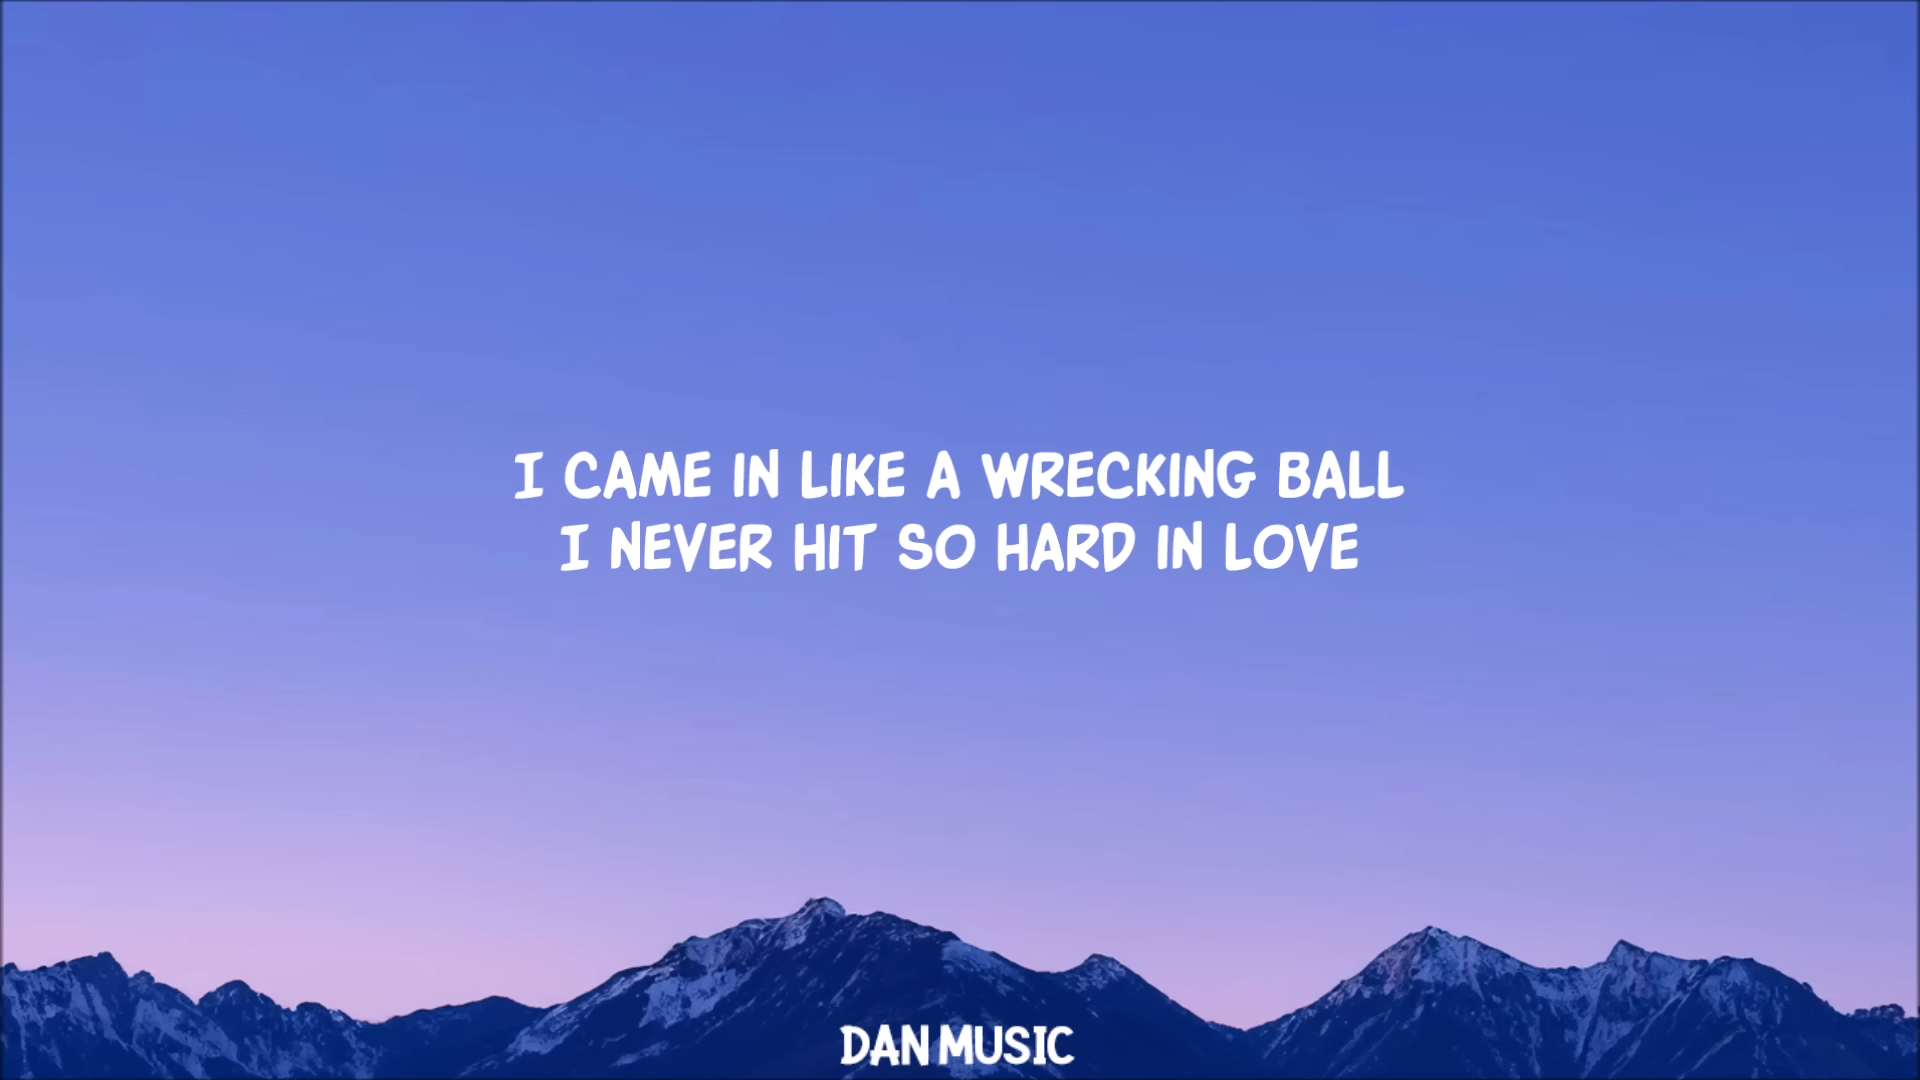 I CAME IN LIKE A WRECKING BALL
I NEVER HIT SO HARD IN LOVE
DAN MUSIC